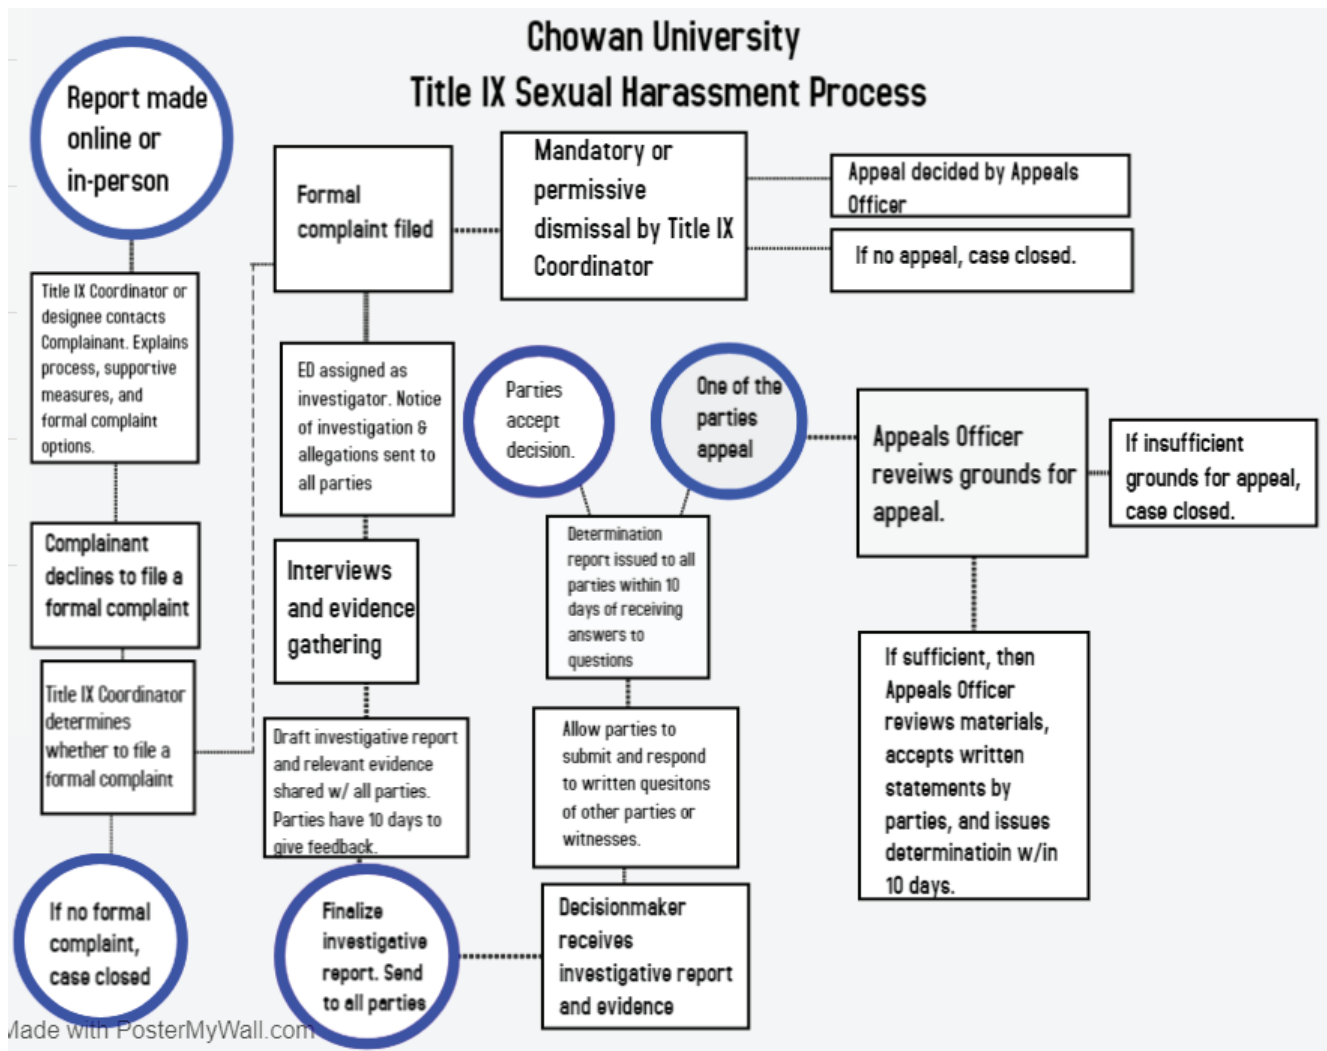 Chowan University
Title IX Sexual Harassment Process
Report made
online or
in-person
Title IX Coordinator or
designee contacts
Complainant. Explains
process, supportive
measures, and
formal complaint
options.
Complainant
declines to file a
formal complaint
Title IX Coordinator
determines
whether to file a
formal complaint
If no formal
complaint,
case closed
Formal
complaint filed
Mandatory or
permissive
dismissal by Title IX
Coordinator
Appeal decided by Appeals
Officer
If no appeal, case closed.
ED assigned as
investigator. Notice
of investigation &
allegations sent to
all parties
Interviews
and evidence
gathering
Draft investigative report
and relevant evidence
shared w/ all parties.
Parties have 10 days to
give feedback.
Finalize
investigative
report. Send
to all parties
Decisionmaker
receives
investigative report
and evidence
Allow parties to
submit and respond
to written quesitons
of other parties or
witnesses.
Determination
report issued to all
parties within 10
days of receiving
answers to
questions
Parties
accept
decision.
One of the
parties
appeal
Appeals Officer
reveiws grounds for
appeal.
If insufficient
grounds for appeal,
case closed.
If sufficient, then
Appeals Officer
reviews materials,
accepts written
statements by
parties, and issues
determinatioin w/in
10 days.
Made with PosterMyWall.com